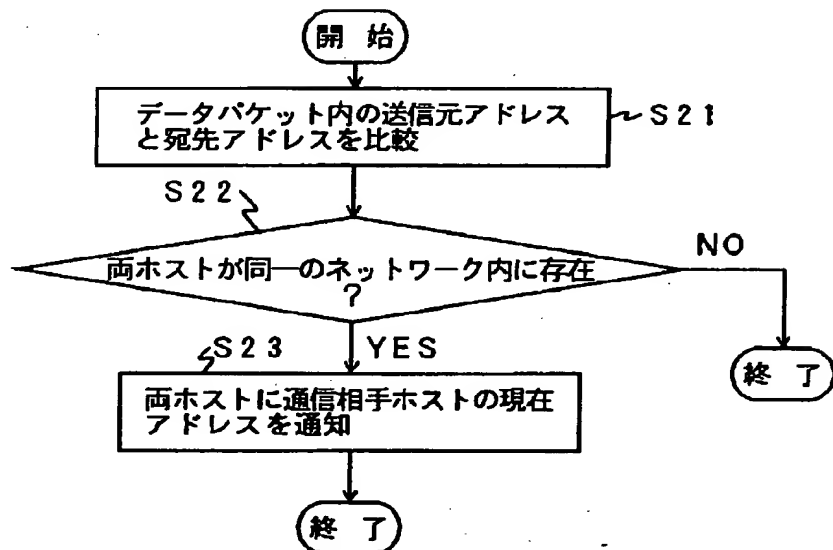 開 始
データパケット内の送信元アドレス
と宛先アドレスを比較
S21
S22
両ホストが同一のネットワーク内に存在
?
NO
YES
S23
両ホストに通信相手ホストの現在
アドレスを通知
終 了
終 了